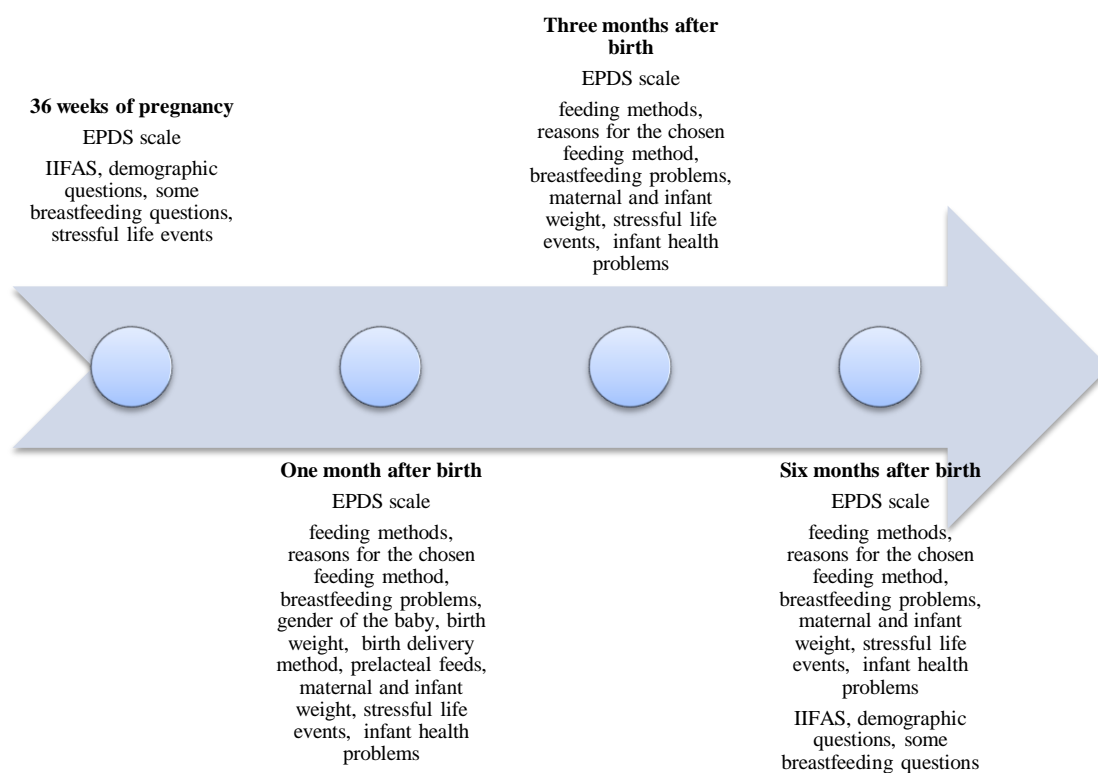 36 weeks of pregnancy
EPDS scale
IIFAS, demographic
questions, some
breastfeeding questions,
stressful life events
One month after birth
EPDS scale
feeding methods,
reasons for the chosen
feeding method,
breastfeeding problems,
gender of the baby, birth
weight, birth delivery
method, prelacteal feeds,
maternal and infant
weight, stressful life
events, infant health
problems
Three months after
birth
EPDS scale
feeding methods,
reasons for the chosen
feeding method,
breastfeeding problems,
maternal and infant
weight, stressful life
events, infant health
problems
Six months after birth
EPDS scale
feeding methods,
reasons for the chosen
feeding method,
breastfeeding problems,
maternal and infant
weight, stressful life
events, infant health
problems
IIFAS, demographic
questions, some
breastfeeding questions